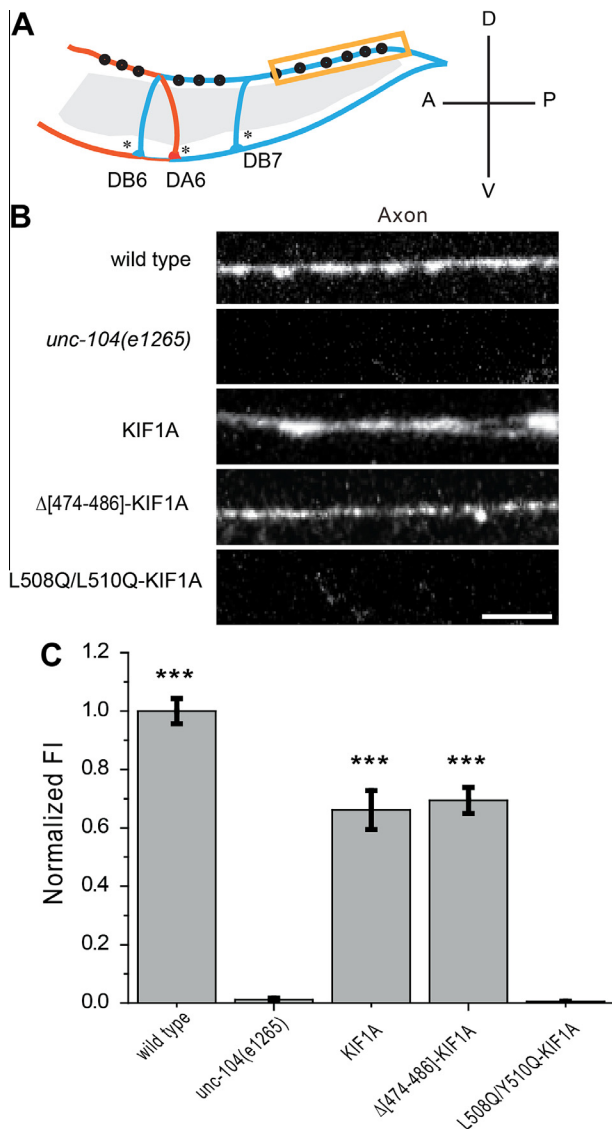 A
D
A
P
V
*
*
*
DB6
DA6
DB7
B
Axon
wild type
unc-104(e1265)
KIF1A
Δ[474-486]-KIF1A
L508Q/L510Q-KIF1A
C
Normalized FI
1.2
1.0
0.8
0.6
0.4
0.2
0.0
***
***
***
wild type
unc-104(e1265)
KIF1A
Δ[474-486]-KIF1A
L508Q/Y510Q-KIF1A